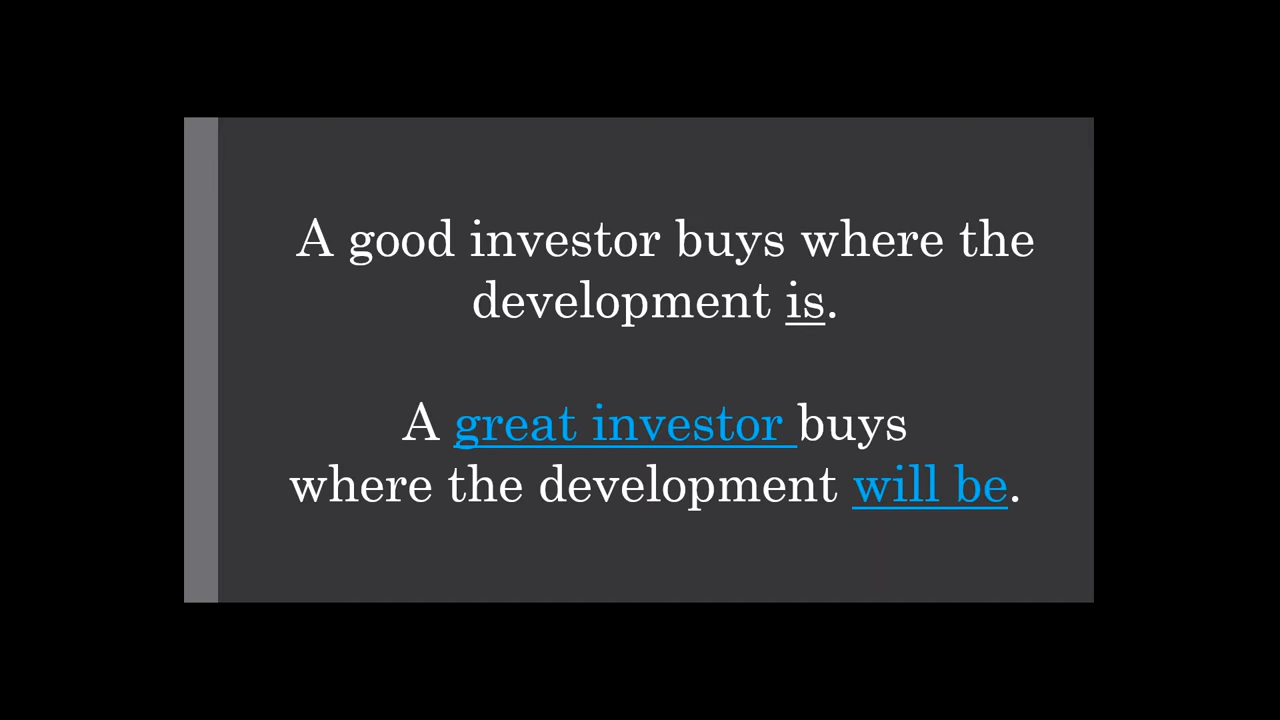 A good investor buys where the
development is.
A great investor buys
where the development will be.